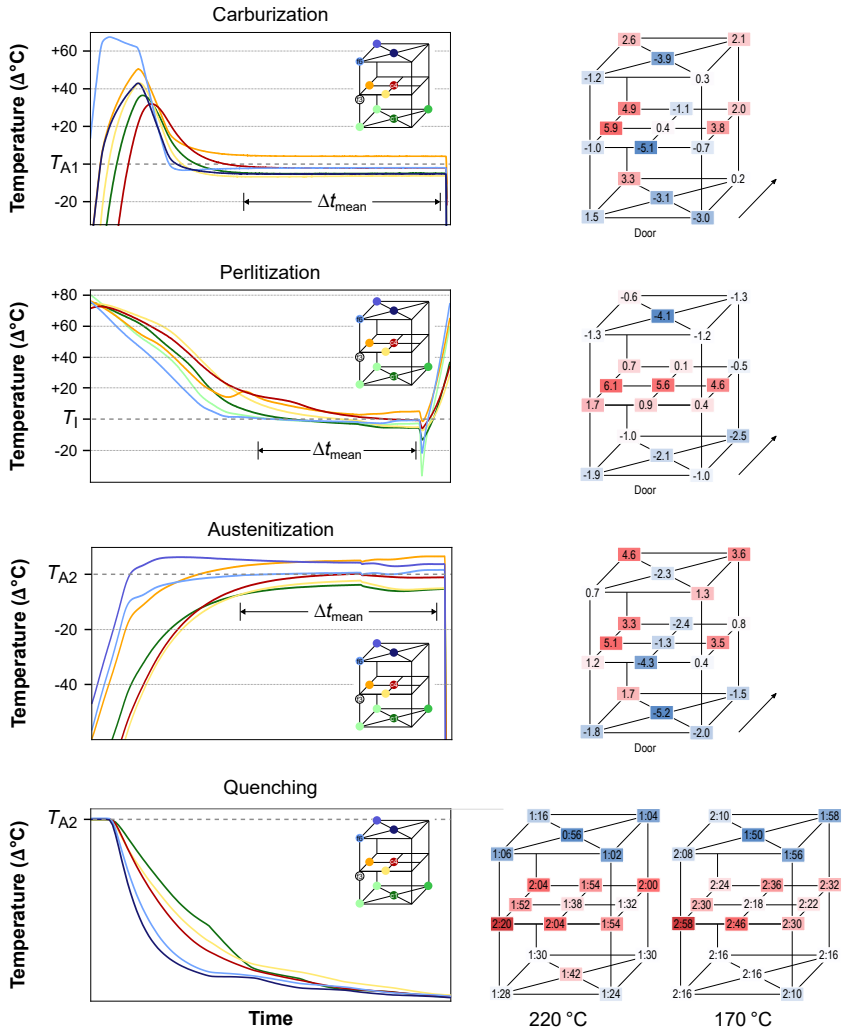 Carburization
Temperature (Δ°C)
+60
+40
+20
TA1
-20
Δtmean
2.6 2.1
-3.9
-1.2 0.3
4.9 -1.1 2.0
5.9 0.4 3.8
-1.0 -5.1 -0.7
3.3 0.2
-3.1
1.5 -3.0
Door
Perlitization
Temperature (Δ°C)
+80
+60
+40
+20
TI
-20
Δtmean
-0.6 -1.3
-4.1
-1.3 -1.2
0.7 0.1 -0.5
6.1 5.6 4.6
1.7 0.9 0.4
-1.0 -2.5
-2.1
-1.9 -1.0
Door
Austenitization
Temperature (Δ°C)
TA2
-20
-40
Δtmean
4.6 3.6
-2.3
0.7 1.3
3.3 -2.4 0.8
5.1 -1.3 3.5
1.2 -4.3 0.4
1.7 -1.5
-5.2
-1.8 -2.0
Door
Quenching
Temperature (Δ°C)
TA2
Time
1:16 1:04
0:56
1:06 1:02
2:04 1:54 2:00
1:52 1:38 1:32
2:20 2:04 1:54
1:30 1:30
1:42
1:28 1:24
220 °C
2:10 1:58
1:50
2:08 1:56
2:24 2:36 2:32
2:30 2:18 2:22
2:58 2:46 2:30
2:16 2:16
2:16
2:16 2:10
170 °C